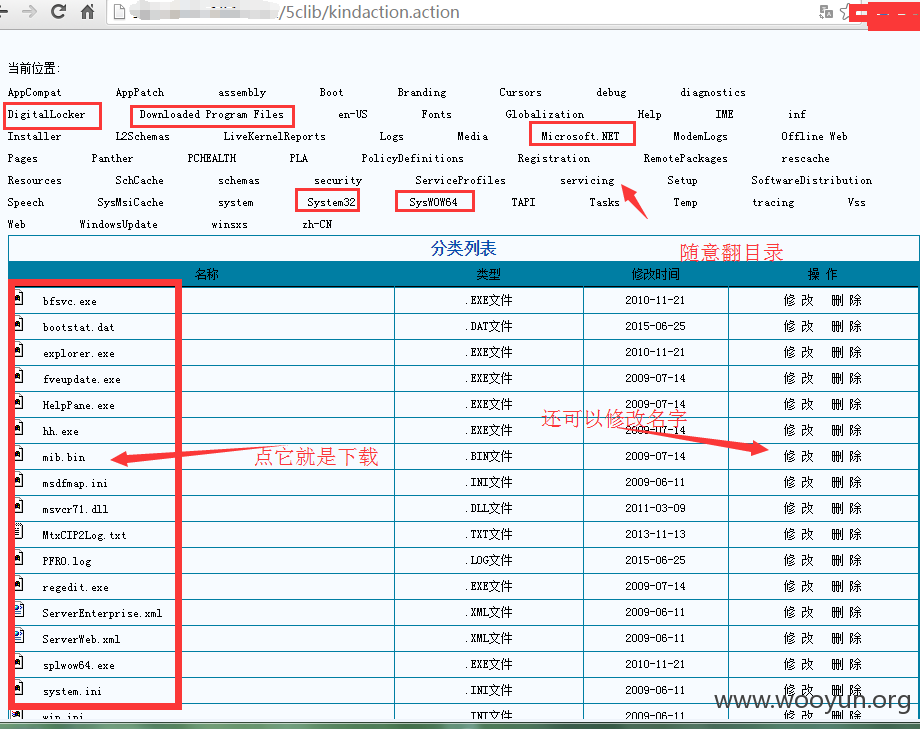 /5clib/kindaction.action
当前位置:
AppCompat AppPatch assembly Boot Branding Cursors debug diagnostics
DigitalLocker Downloaded Program Files en-US Fonts Globalization Help IME inf
Installer L2Schemas LiveKernelReports Logs Media Microsoft.NET ModemLogs Offline Web
Pages Panther PCHEALTH PLA PolicyDefinitions Registration RemotePackages rescache
Resources SchCache schemas security ServiceProfiles servicing Setup SoftwareDistribution
Speech SysMsiCache system System32 SysWOW64 TAPI Tasks Temp tracing Vss
Web WindowsUpdate winsxs zh-CN
分类列表
随意翻目录
名称 类型 修改时间 操 作
bfsvc.exe .EXE文件 2010-11-21 修 改 删 除
bootstat.dat .DAT文件 2015-06-25 修 改 删 除
explorer.exe .EXE文件 2010-11-21 修 改 删 除
fveupdate.exe .EXE文件 2009-07-14 修 改 删 除
HelpPane.exe .EXE文件 2009-07-14 修 改 删 除
还可以修改名字
hh.exe .EXE文件 2009-07-14 修 改 删 除
mib.bin .BIN文件 2009-07-14 修 改 删 除
点它就是下载
msdfmap.ini .INI文件 2009-06-11 修 改 删 除
msvcr71.dll .DLL文件 2011-03-09 修 改 删 除
MtxCIP2Log.txt .TXT文件 2013-11-13 修 改 删 除
PFRO.log .LOG文件 2015-06-25 修 改 删 除
regedit.exe .EXE文件 2009-07-14 修 改 删 除
ServerEnterprise.xml .XML文件 2009-06-11 修 改 删 除
ServerWeb.xml .XML文件 2009-06-11 修 改 删 除
splwow64.exe .EXE文件 2010-11-21 修 改 删 除
system.ini .INI文件 2009-06-11 修 改 删 除
www.wooyun.org
win.ini .INI文件 2009-06-11 修 改 删 除